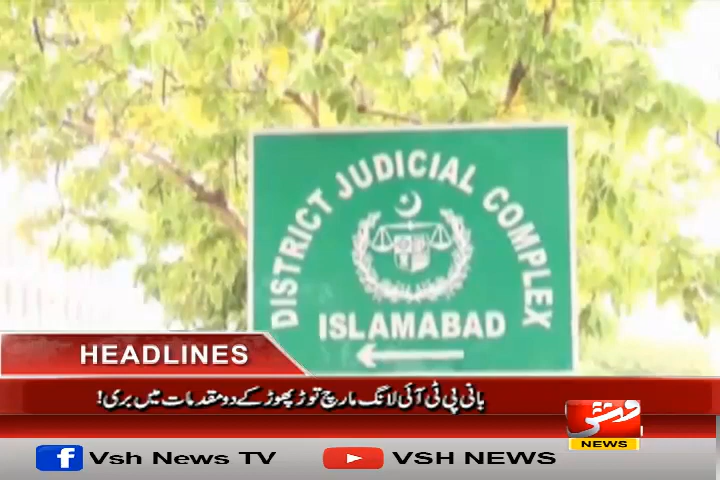 DISTRICT JUDICIAL COMPLEX
ISLAMABAD
HEADLINES
بانی پی ٹی آئی لانگ مارچ توڑ پھوڑ کے دو مقدمات میں بری!
وش
NEWS
f Vsh News TV
VSH NEWS